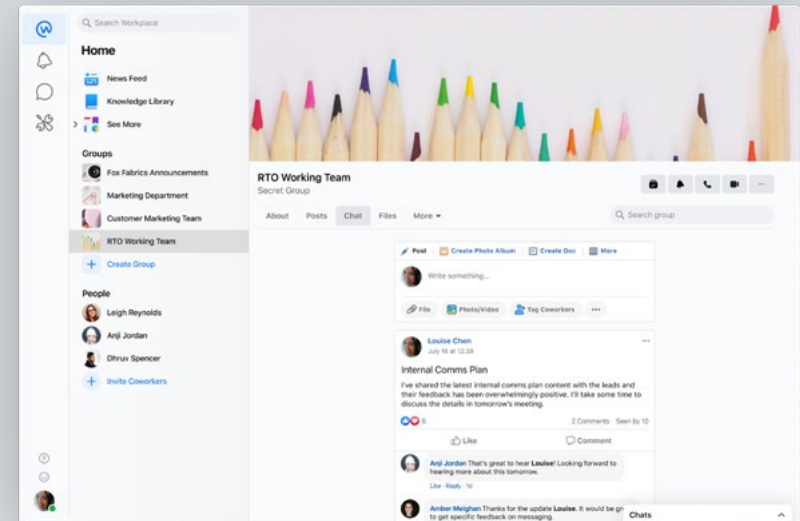 Search Workplace
Home
News Feed
Knowledge Library
See More
Groups
Fox Fabrics Announcements
Marketing Department
Customer Marketing Team
RTO Working Team
Create Group
People
Leigh Reynolds
Anji Jordan
Dhruv Spencer
Invite Coworkers
RTO Working Team
Secret Group
About Posts Chat Files More
Search group
Post Create Photo Album Create Doc More
Write something...
File Photo/Video Tag Coworkers
Louise Chen
July 16 at 12:38
Internal Comms Plan
I've shared the latest internal comms plan content with the leads and
their feedback has been overwhelmingly positive. I'll take some time to
discuss the details in tomorrow's meeting.
6 2 Comments Seen by 10
Like Comment
Anji Jordan That's great to hear Louise! Looking forward to
hearing more about this tomorrow.
Like · Reply · 1d
Amber Meighan Thanks for the update Louise. It would be
to get specific feedback on messaging.
Chats